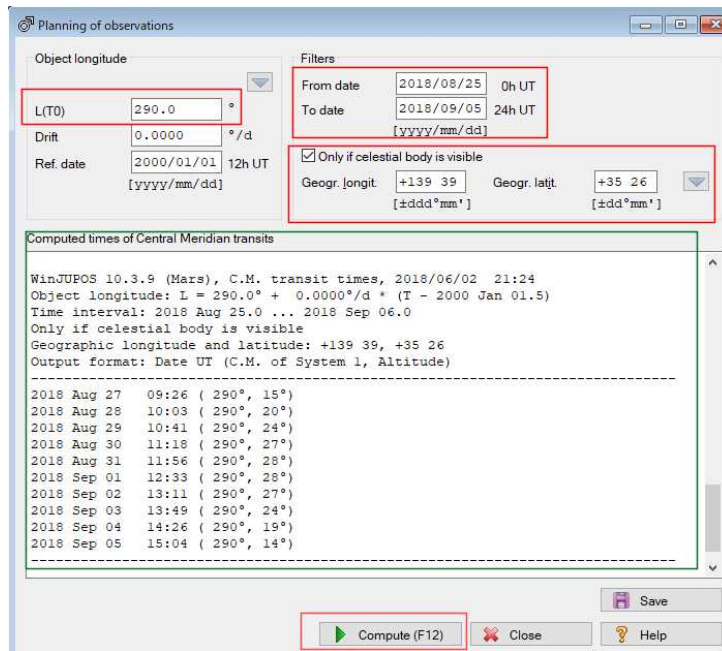 Planning of observations
Object longitude
L(T0) 290.0 °
Drift 0.0000 °/d
Ref. date 2000/01/01 12h UT
[yyyy/mm/dd]
Filters
From date 2018/08/25 0h UT
To date 2018/09/05 24h UT
[yyyy/mm/dd]
Only if celestial body is visible
Geogr. longit. +139 39 Geogr. latit. +35 26
[±ddd°mm'] [±dd°mm']
Computed times of Central Meridian transits
WinJUPOS 10.3.9 (Mars), C.M. transit times, 2018/06/02 21:24
Object longitude: L = 290.0° + 0.0000°/d * (T - 2000 Jan 01.5)
Time interval: 2018 Aug 25.0 ... 2018 Sep 06.0
Only if celestial body is visible
Geographic longitude and latitude: +139 39, +35 26
Output format: Date UT (C.M. of System 1, Altitude)
--------------------------------------------------------------------------------
2018 Aug 27 09:26 ( 290°, 15°)
2018 Aug 28 10:03 ( 290°, 20°)
2018 Aug 29 10:41 ( 290°, 24°)
2018 Aug 30 11:18 ( 290°, 27°)
2018 Aug 31 11:56 ( 290°, 28°)
2018 Sep 01 12:33 ( 290°, 28°)
2018 Sep 02 13:11 ( 290°, 27°)
2018 Sep 03 13:49 ( 290°, 24°)
2018 Sep 04 14:26 ( 290°, 19°)
2018 Sep 05 15:04 ( 290°, 14°)
--------------------------------------------------------------------------------
Save
Compute (F12) Close Help